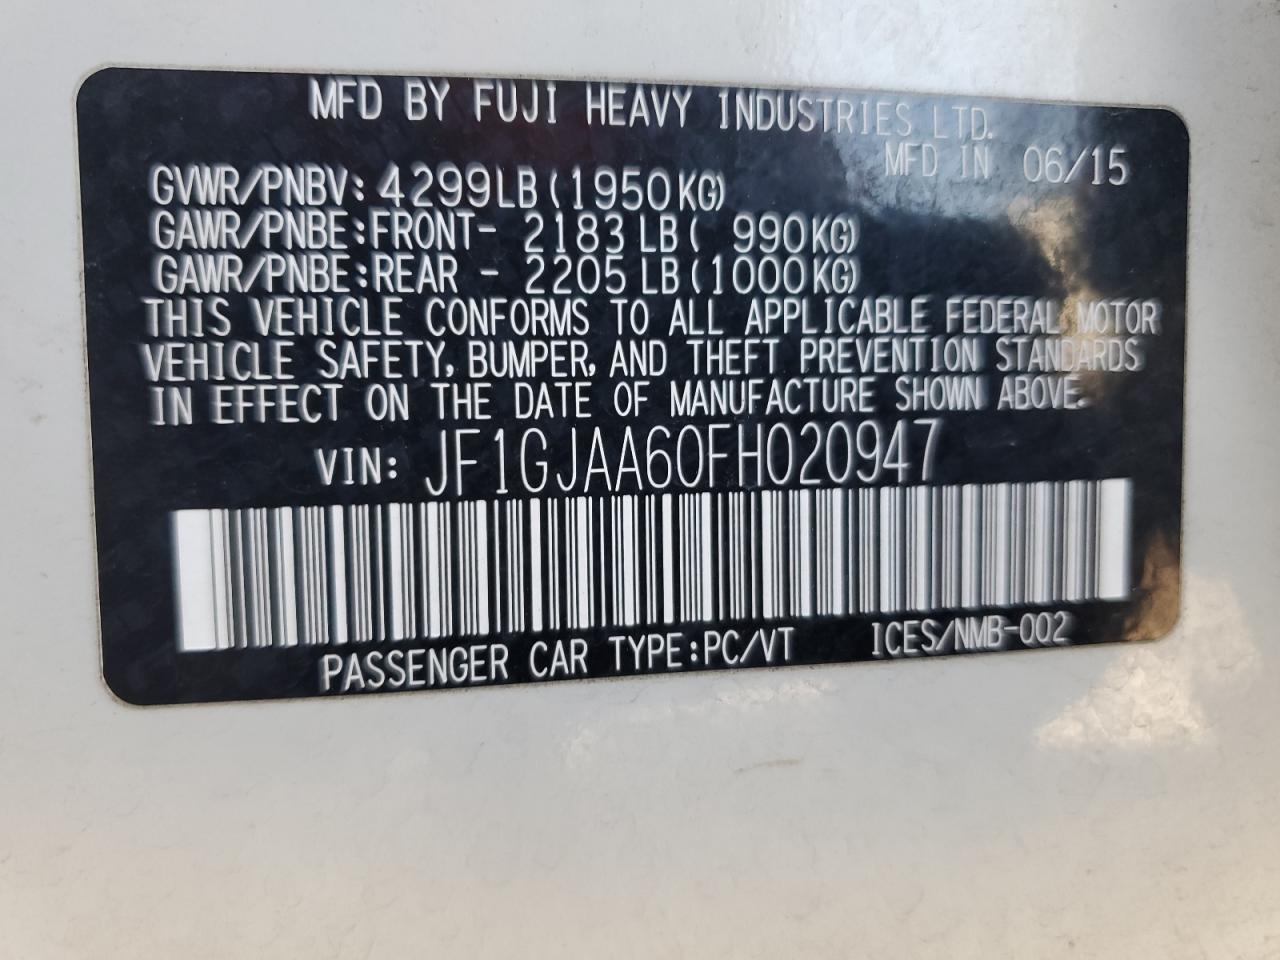 MFD BY FUJI HEAVY INDUSTRIES LTD.
MFD IN 06/15
GVWR/PNBV: 4299LB (1950KG)
GAWR/PNBE:FRONT- 2183 LB ( 990KG)
GAWR/PNBE:REAR - 2205 LB (1000KG)
THIS VEHICLE CONFORMS TO ALL APPLICABLE FEDERAL MOTOR
VEHICLE SAFETY, BUMPER, AND THEFT PREVENTION STANDARDS
IN EFFECT ON THE DATE OF MANUFACTURE SHOWN ABOVE.
VIN: JF1GJAA60FH020947
PASSENGER CAR TYPE:PC/VT ICES/NMB-002